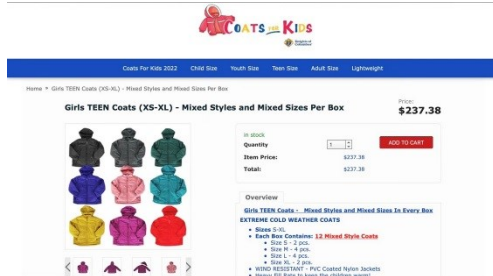 COATS FOR KIDS
Coats For Kids 2022 Child Size Youth Size Teen Size Adult Size Lightweight
Home > Girls TEEN Coats (XS-XL) - Mixed Styles and Mixed Sizes Per Box
Girls TEEN Coats (XS-XL) - Mixed Styles and Mixed Sizes Per Box
Price:
$237.38
In stock
Quantity 1
ADD TO CART
Item Price: $237.38
Total: $237.38
Overview
Girls TEEN Coats - Mixed Styles and Mixed Sizes In Every Box
EXTREME COLD WEATHER COATS
Sizes S-XL
Each Box Contains: 12 Mixed Style Coats
Size S - 2 pcs.
Size M - 4 pcs.
Size L - 4 pcs.
Size XL - 2 pcs.
WIND RESISTANT - PVC Coated Nylon Jackets